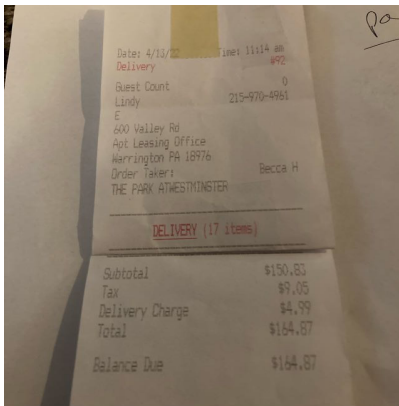 Date: 4/13/22 Time: 11:14 am
Delivery #92
Guest Count 0
Lindy 215-970-4961
E
600 Valley Rd
Apt Leasing Office
Warrington PA 18976
Order Taker: Becca H
THE PARK ATWESTMINSTER
DELIVERY (17 items)
Subtotal $150.83
Tax $9.05
Delivery Charge $4.99
Total $164.87
Balance Due $164.87